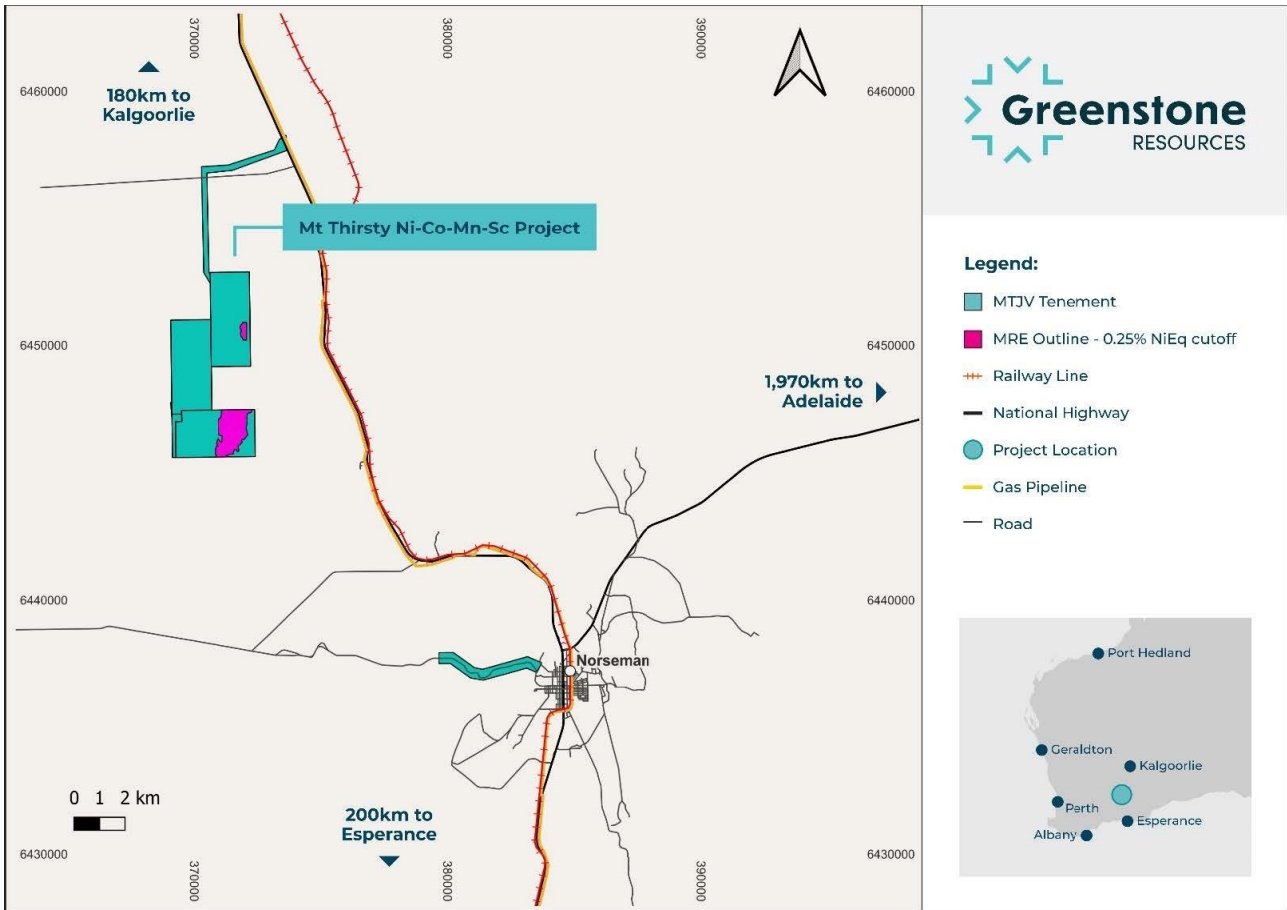 370000
380000
390000
6460000
6460000
180km to
Kalgoorlie
Mt Thirsty Ni-Co-Mn-Sc Project
6450000
6450000
1,970km to
Adelaide
6440000
6440000
Norseman
0 1 2 km
200km to
Esperance
6430000
6430000
370000
380000
390000
Greenstone
RESOURCES
Legend:
MTJV Tenement
MRE Outline - 0.25% NiEq cutoff
Railway Line
National Highway
Project Location
Gas Pipeline
Road
Port Hedland
Geraldton
Kalgoorlie
Perth
Esperance
Albany